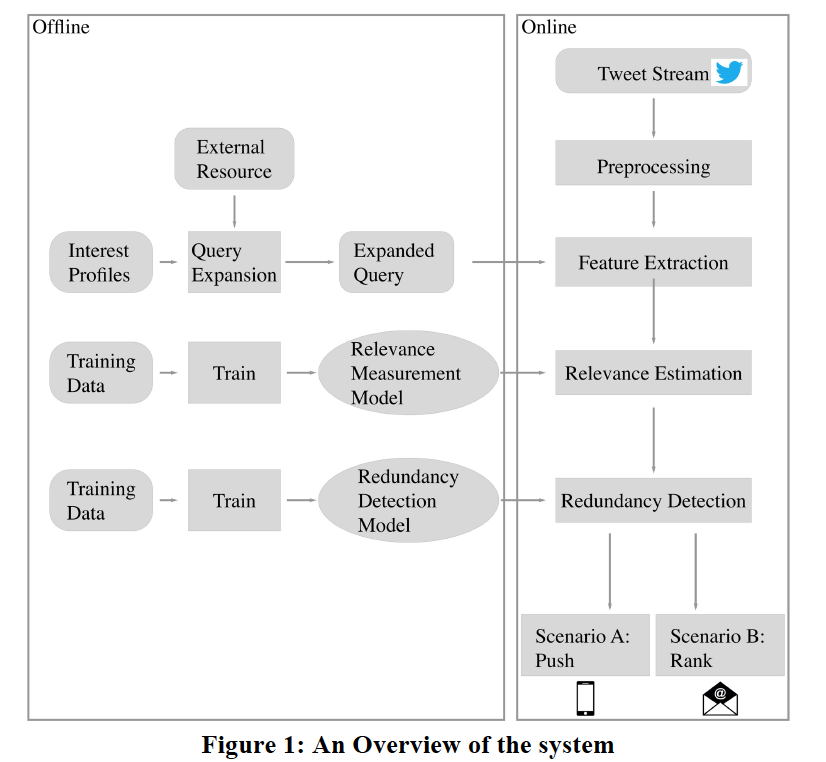 Offline
External
Resource
Interest
Profiles
Query
Expansion
Expanded
Query
Training
Data
Train
Relevance
Measurement
Model
Training
Data
Train
Redundancy
Detection
Model
Online
Tweet Stream
Preprocessing
Feature Extraction
Relevance Estimation
Redundancy Detection
Scenario A:
Push
Scenario B:
Rank
@
Figure 1: An Overview of the system